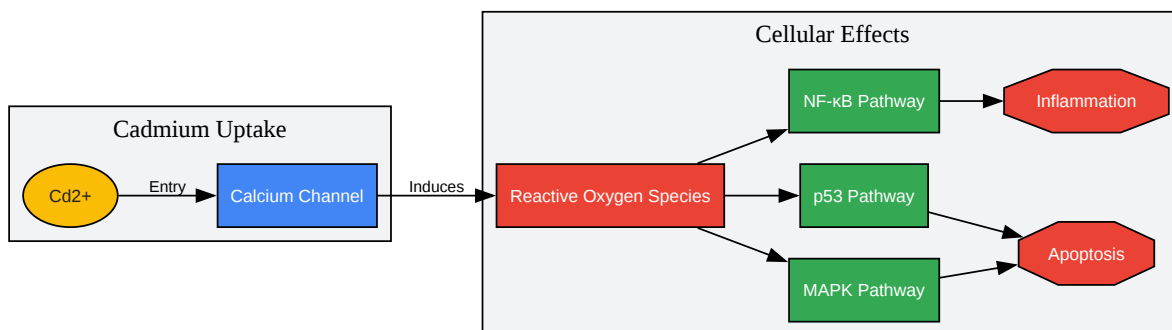 Cadmium Uptake
Cd2+
Entry
Calcium Channel
Induces
Cellular Effects
Reactive Oxygen Species
NF-κB Pathway
Inflammation
p53 Pathway
MAPK Pathway
Apoptosis